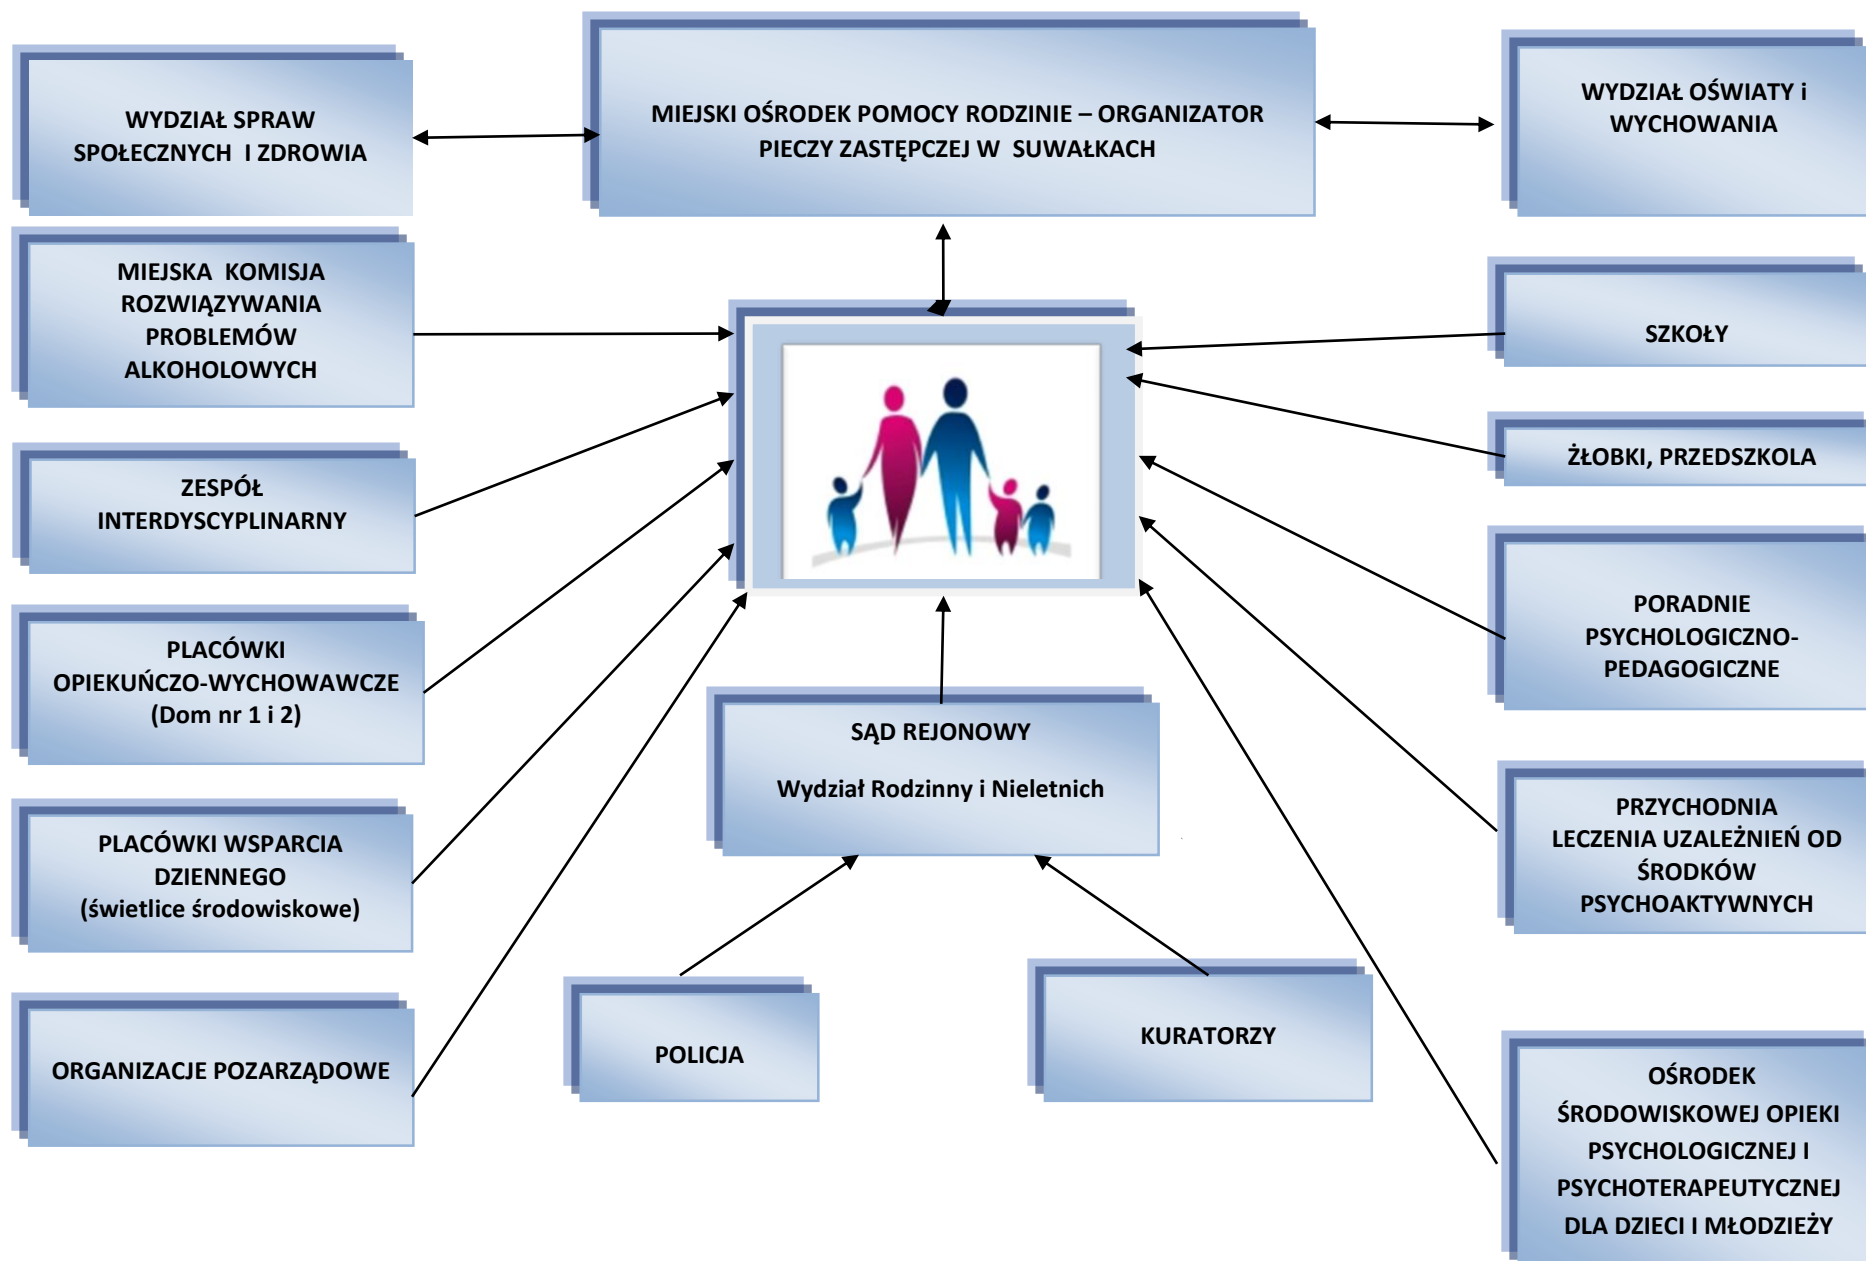 WYDZIAŁ SPRAW
SPOŁECZNYCH I ZDROWIA
MIEJSKI OŚRODEK POMOCY RODZINIE – ORGANIZATOR
PIECZY ZASTĘPCZEJ W SUWAŁKACH
WYDZIAŁ OŚWIATY i
WYCHOWANIA
MIEJSKA KOMISJA
ROZWIĄZYWANIA
PROBLEMÓW
ALKOHOLOWYCH
ZESPÓŁ
INTERDYSCYPLINARNY
PLACÓWKI
OPIEKUŃCZO-WYCHOWAWCZE
(Dom nr 1 i 2)
PLACÓWKI WSPARCIA
DZIENNEGO
(świetlice środowiskowe)
ORGANIZACJE POZARZĄDOWE
SĄD REJONOWY
Wydział Rodzinny i Nieletnich
POLICJA
KURATORZY
SZKOŁY
ŻŁOBKI, PRZEDSZKOLA
PORADNIE
PSYCHOLOGICZNO-
PEDAGOGICZNE
PRZYCHODNIA
LECZENIA UZALEŻNIEŃ OD
ŚRODKÓW
PSYCHOAKTYWNYCH
OŚRODEK
ŚRODOWISKOWEJ OPIEKI
PSYCHOLOGICZNEJ I
PSYCHOTERAPEUTYCZNEJ
DLA DZIECI I MŁODZIEŻY